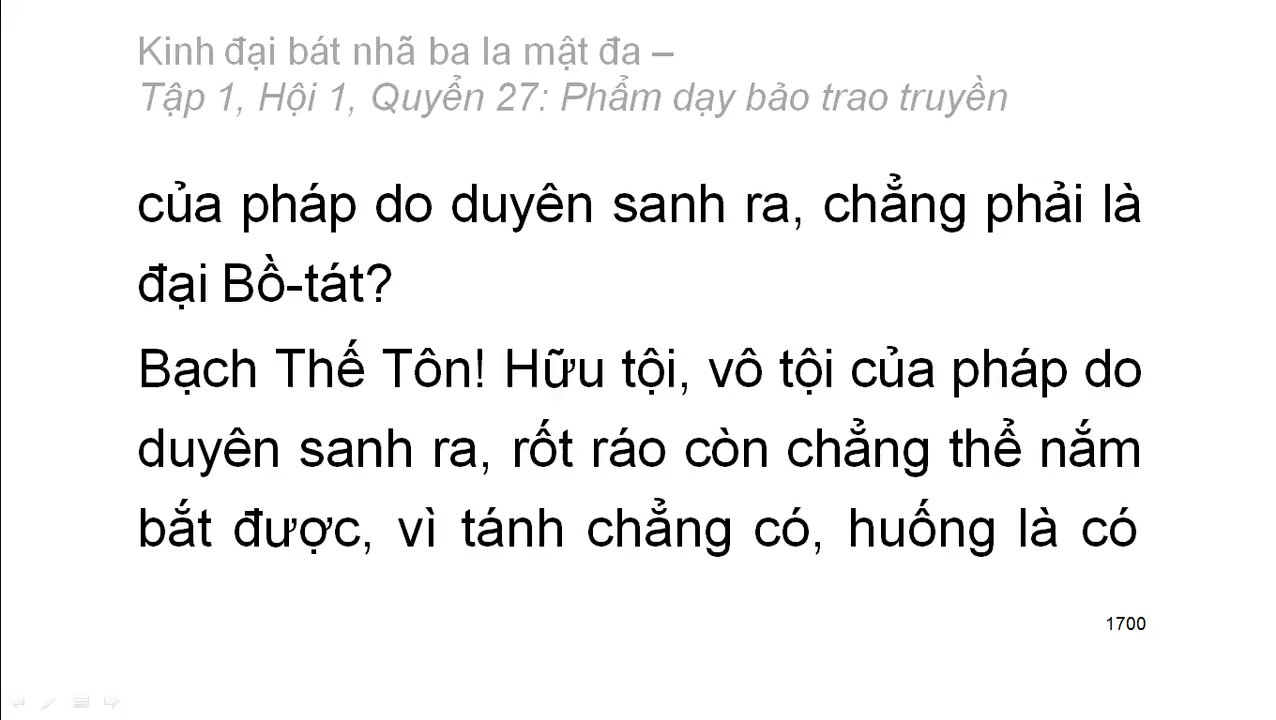 Kinh đại bát nhã ba la mật đa –
Tập 1, Hội 1, Quyển 27: Phẩm dạy bảo trao truyền
của pháp do duyên sanh ra, chẳng phải là
đại Bồ-tát?
Bạch Thế Tôn! Hữu tội, vô tội của pháp do
duyên sanh ra, rốt ráo còn chẳng thể nắm
bắt được, vì tánh chẳng có, huống là có
1700